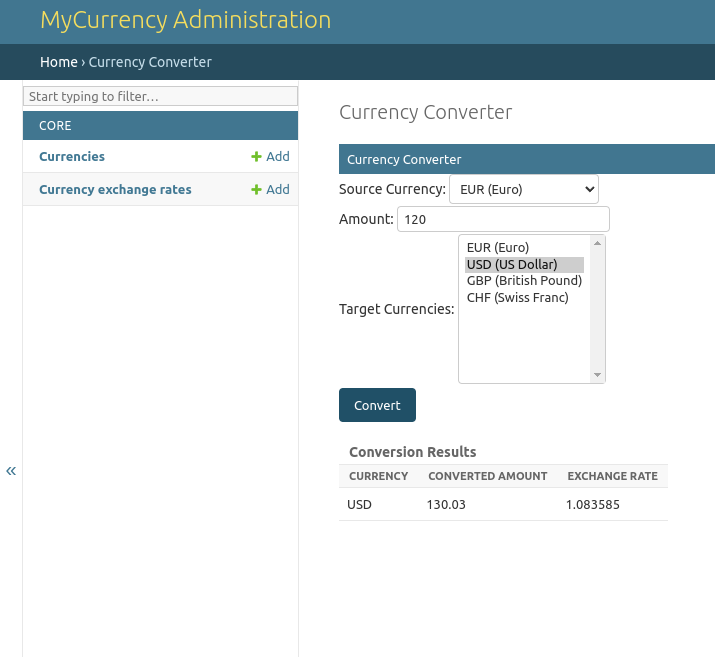 MyCurrency Administration
Home › Currency Converter
Start typing to filter…
CORE
Currencies + Add
Currency exchange rates + Add
«
Currency Converter
Currency Converter
Source Currency: EUR (Euro)
Amount: 120
Target Currencies:
EUR (Euro)
USD (US Dollar)
GBP (British Pound)
CHF (Swiss Franc)
Convert
Conversion Results
CURRENCY CONVERTED AMOUNT EXCHANGE RATE
USD 130.03 1.083585